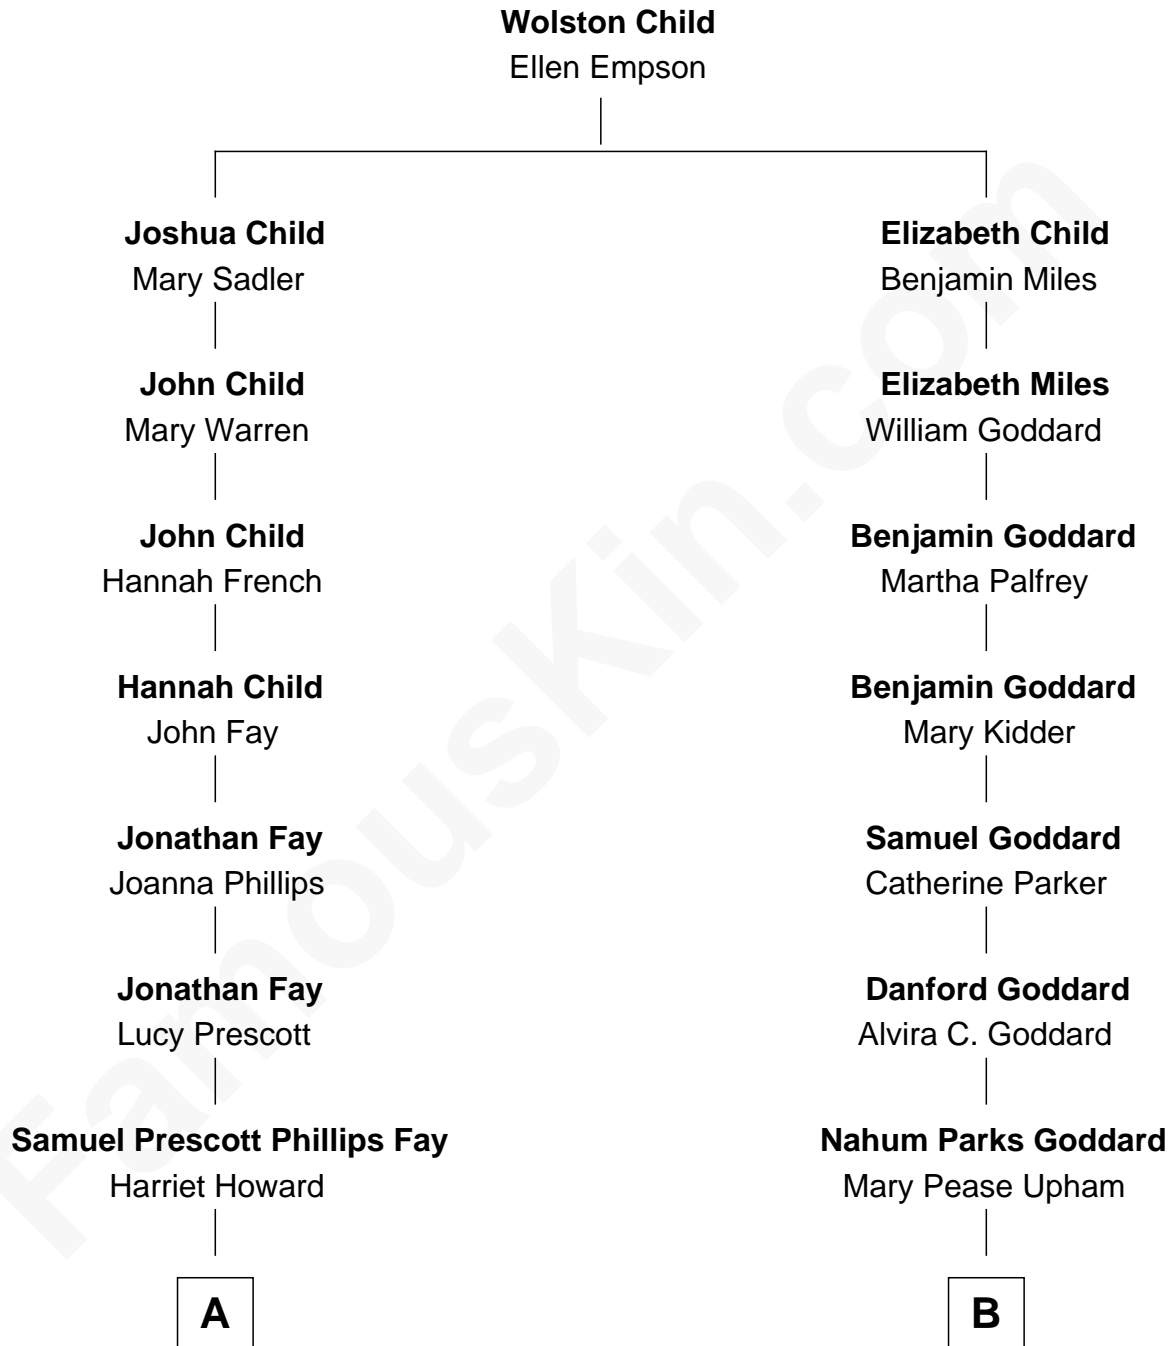 Wolston Child
Ellen Empson
Joshua Child
Mary Sadler
Elizabeth Child
Benjamin Miles
John Child
Mary Warren
Elizabeth Miles
William Goddard
John Child
Hannah French
Benjamin Goddard
Martha Palfrey
Hannah Child
John Fay
Benjamin Goddard
Mary Kidder
Jonathan Fay
Joanna Phillips
Samuel Goddard
Catherine Parker
Jonathan Fay
Lucy Prescott
Danford Goddard
Alvira C. Goddard
Samuel Prescott Phillips Fay
Harriet Howard
Nahum Parks Goddard
Mary Pease Upham
A
B
FamousKin.com